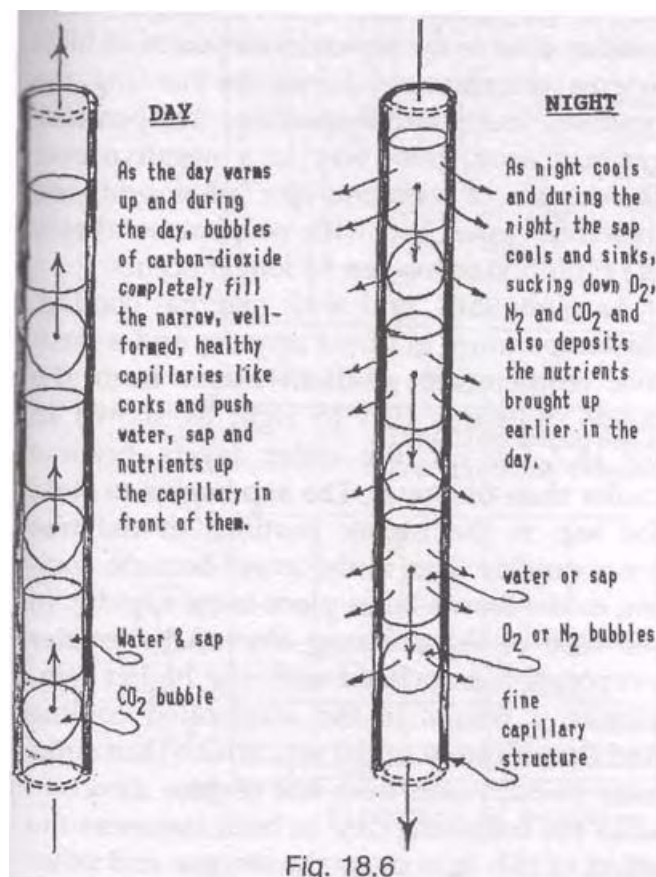 DAY
As the day warms
up and during
the day, bubbles
of carbon-dioxide
completely fill
the narrow, well-
formed, healthy
capillaries like
corks and push
water, sap and
nutrients up
the capillary in
front of them.
Water & sap
CO₂ bubble
NIGHT
As night cools
and during the
night, the sap
cools and sinks,
sucking down O₂,
N₂ and CO₂ and
also deposits
the nutrients
brought up
earlier in the
day.
water or sap
O₂ or N₂ bubbles
fine
capillary
structure
Fig. 18.6